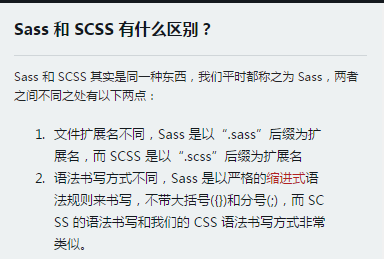 Sass 和 SCSS 有什么区别？
Sass 和 SCSS 其实是同一种东西，我们平时都称之为 Sass，两者
之间不同之处有以下两点：
1. 文件扩展名不同，Sass 是以“.sass”后缀为扩
展名，而 SCSS 是以“.scss”后缀为扩展名
2. 语法书写方式不同，Sass 是以严格的缩进式语
法规则来书写，不带大括号({})和分号(;)，而 SC
SS 的语法书写和我们的 CSS 语法书写方式非常
类似。